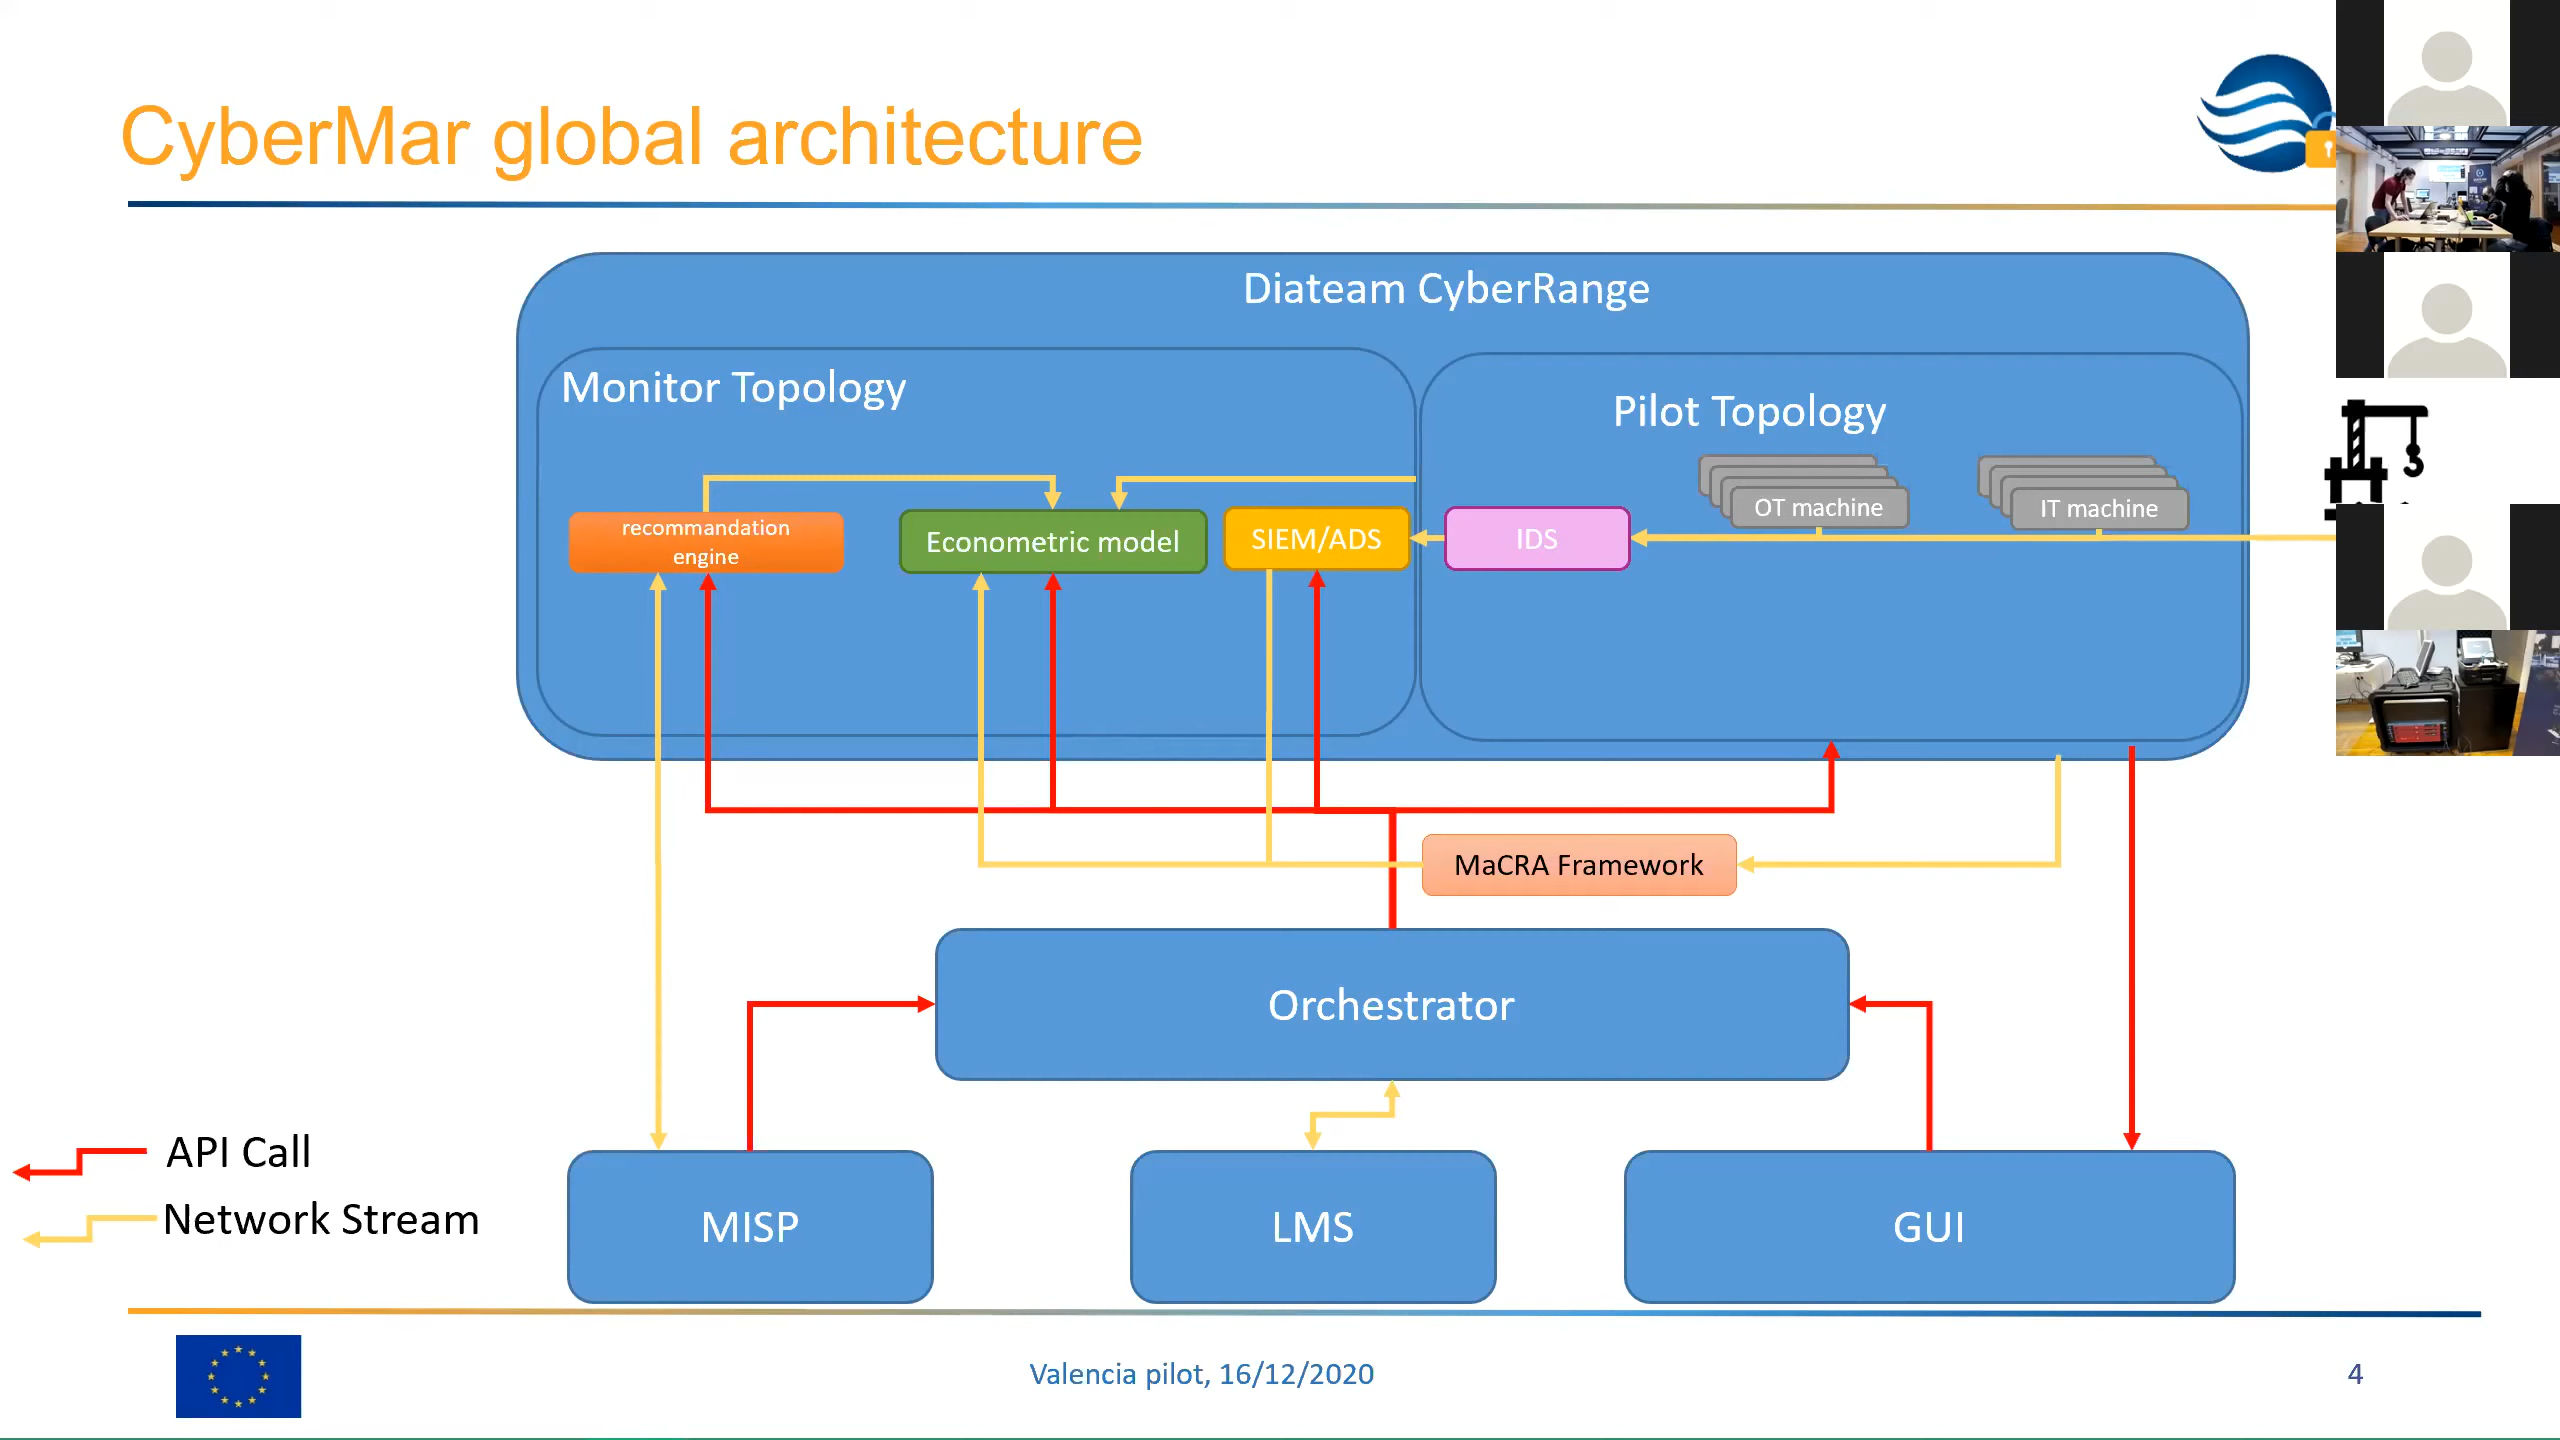 CyberMar global architecture
Diateam CyberRange
Monitor Topology
Pilot Topology
recommandation
engine
Econometric model
SIEM/ADS
IDS
OT machine
IT machine
MaCRA Framework
Orchestrator
API Call
Network Stream
MISP
LMS
GUI
Valencia pilot, 16/12/2020
4